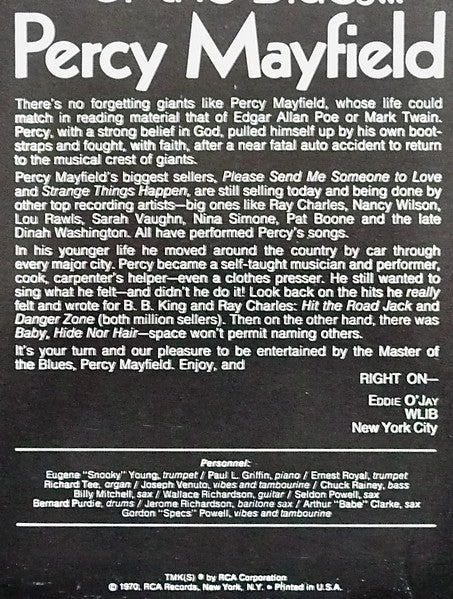 Percy Mayfield
There's no forgetting giants like Percy Mayfield, whose life could
match in reading material that of Edgar Allan Poe or Mark Twain.
Percy, with a strong belief in God, pulled himself up by his own boot-
straps and fought, with faith, after a near fatal auto accident to return
to the musical crest of giants.
Percy Mayfield's biggest sellers, Please Send Me Someone to Love
and Strange Things Happen, are still selling today and being done by
other top recording artists—big ones like Ray Charles, Nancy Wilson,
Lou Rawls, Sarah Vaughn, Nina Simone, Pat Boone and the late
Dinah Washington. All have performed Percy's songs.
In his younger life he moved around the country by car through
every major city. Percy became a self-taught musician and performer,
cook, carpenter's helper—even a clothes presser. He still wanted to
sing what he felt—and didn't he do it! Look back on the hits he really
felt and wrote for B. B. King and Ray Charles: Hit the Road Jack and
Danger Zone (both million sellers). Then on the other hand, there was
Baby, Hide Nor Hair—space won't permit naming others.
It's your turn and our pleasure to be entertained by the Master of
the Blues, Percy Mayfield. Enjoy, and
RIGHT ON—
EDDIE O'JAY
WLIB
New York City
Personnel:
Eugene "Snooky" Young, trumpet / Paul L. Griffin, piano / Ernest Royal, trumpet
Richard Tee, organ / Joseph Venuto, vibes and tambourine / Chuck Rainey, bass
Billy Mitchell, sax / Wallace Richardson, guitar / Seldon Powell, sax
Bernard Purdie, drums / Jerome Richardson, baritone sax / Arthur "Babe" Clarke, sax
Gordon "Specs" Powell, vibes and tambourine
TMK(S) ® by RCA Corporation
© 1970, RCA Records, New York, N.Y. • Printed in U.S.A.